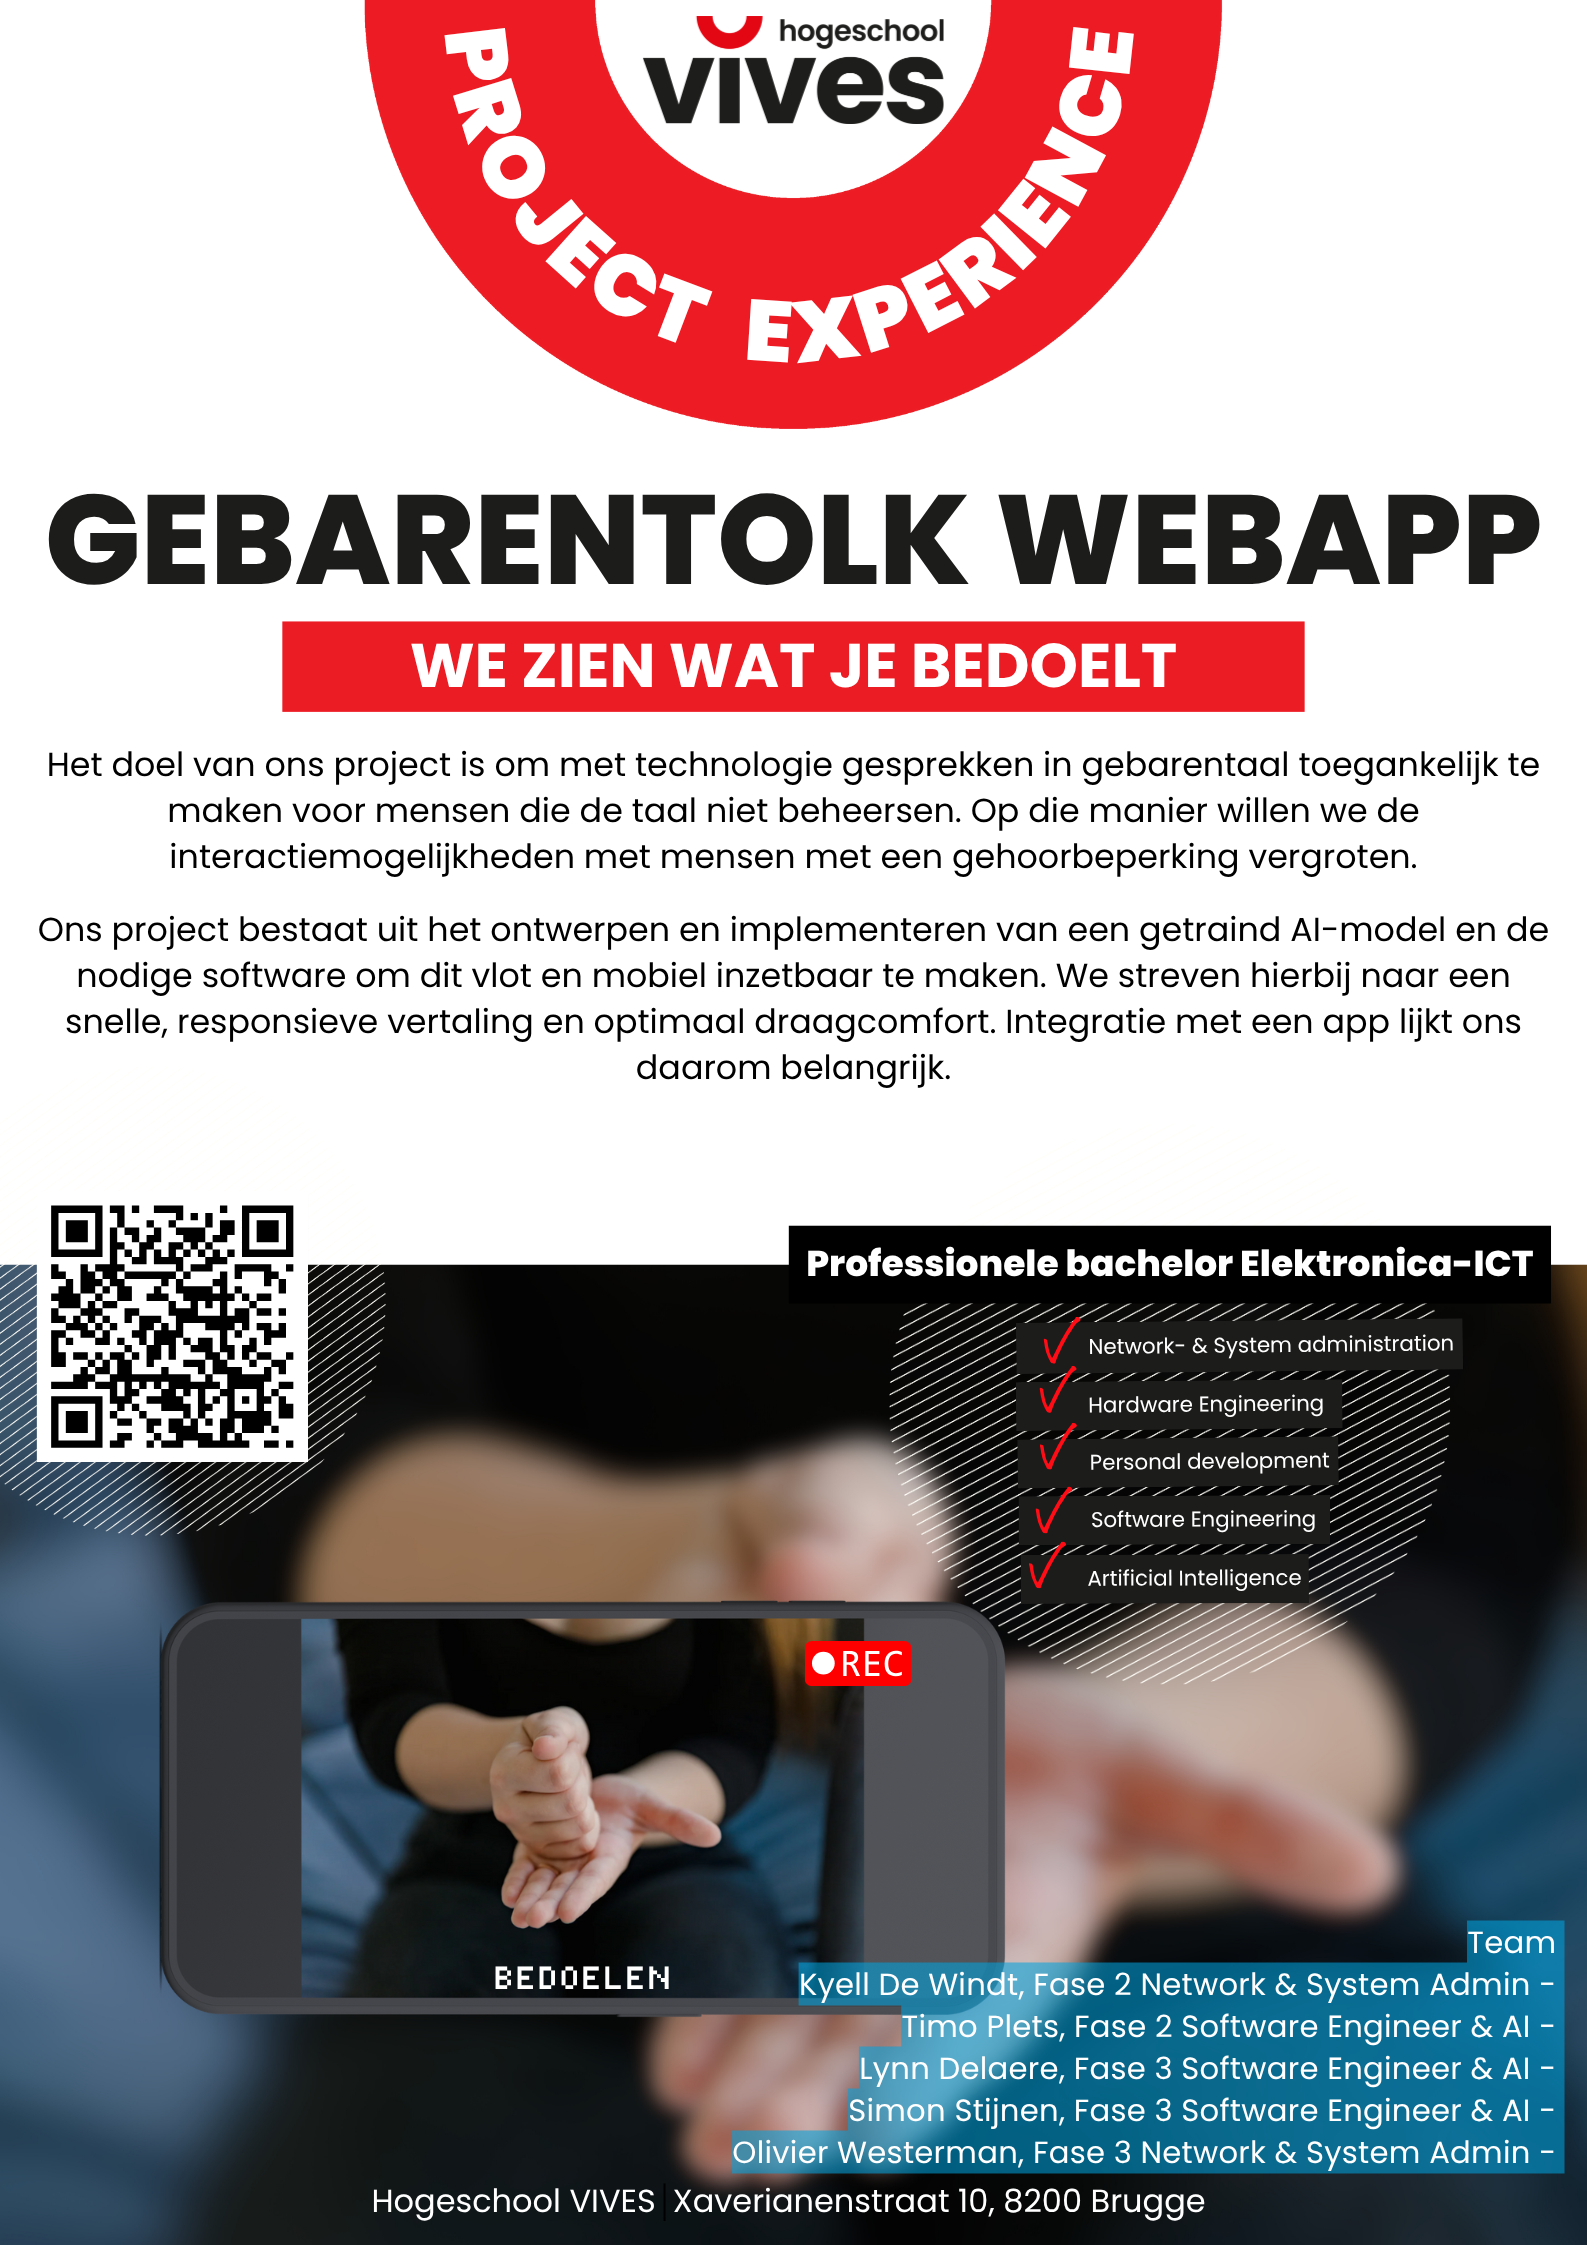 hogeschool
vives
PROJECT EXPERIENCE
GEBARENTOLK WEBAPP
WE ZIEN WAT JE BEDOELT
Het doel van ons project is om met technologie gesprekken in gebarentaal toegankelijk te
maken voor mensen die de taal niet beheersen. Op die manier willen we de
interactiemogelijkheden met mensen met een gehoorbeperking vergroten.
Ons project bestaat uit het ontwerpen en implementeren van een getraind AI-model en de
nodige software om dit vlot en mobiel inzetbaar te maken. We streven hierbij naar een
snelle, responsieve vertaling en optimaal draagcomfort. Integratie met een app lijkt ons
daarom belangrijk.
Professionele bachelor Elektronica-ICT
Network- & System administration
Hardware Engineering
Personal development
Software Engineering
Artificial Intelligence
REC
BEDOELEN
Team
Kyell De Windt, Fase 2 Network & System Admin -
Timo Plets, Fase 2 Software Engineer & AI -
Lynn Delaere, Fase 3 Software Engineer & AI -
Simon Stijnen, Fase 3 Software Engineer & AI -
Olivier Westerman, Fase 3 Network & System Admin -
Hogeschool VIVES | Xaverianenstraat 10, 8200 Brugge